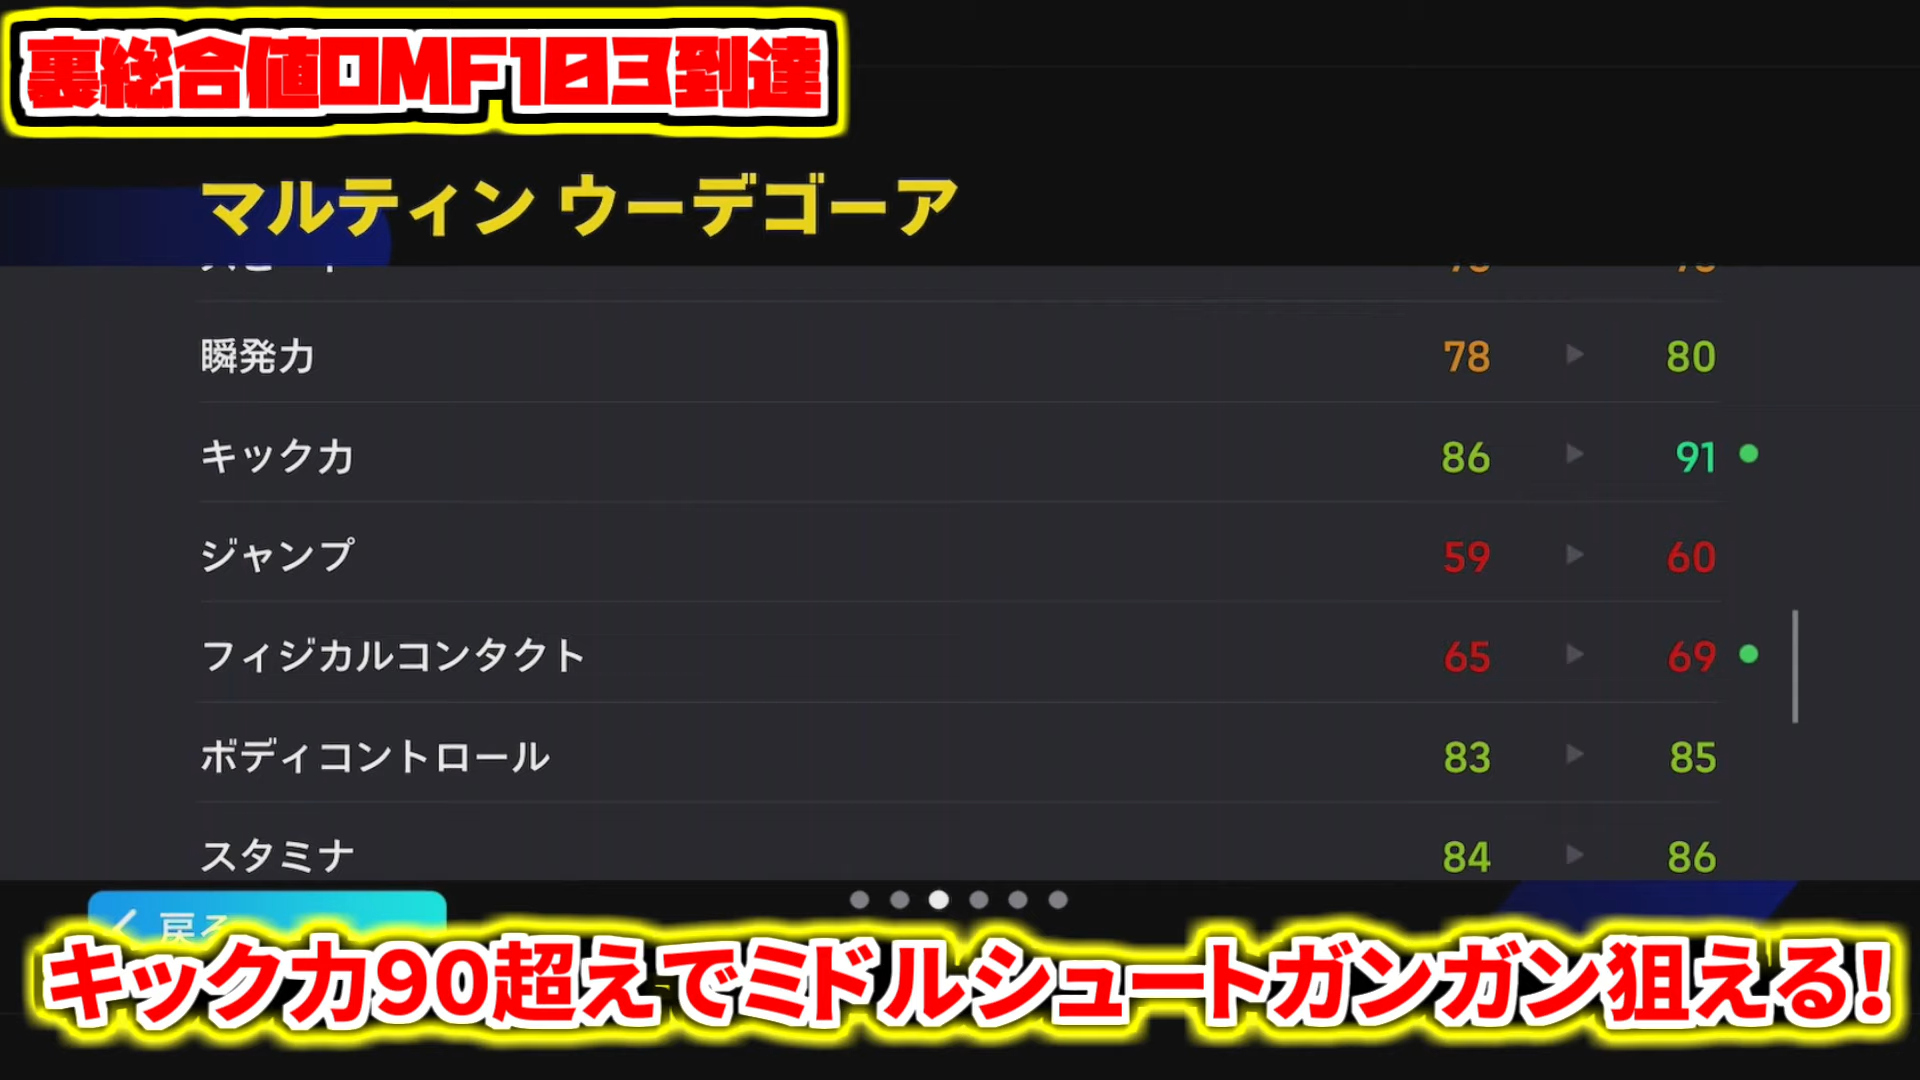 裏総合値OMF103到達
マルティン ウーデゴーア
瞬発力 78 ▶ 80
キック力 86 ▶ 91
ジャンプ 59 ▶ 60
フィジカルコンタクト 65 ▶ 69
ボディコントロール 83 ▶ 85
スタミナ 84 ▶ 86
戻る
キック力90超えでミドルシュートガンガン狙える!